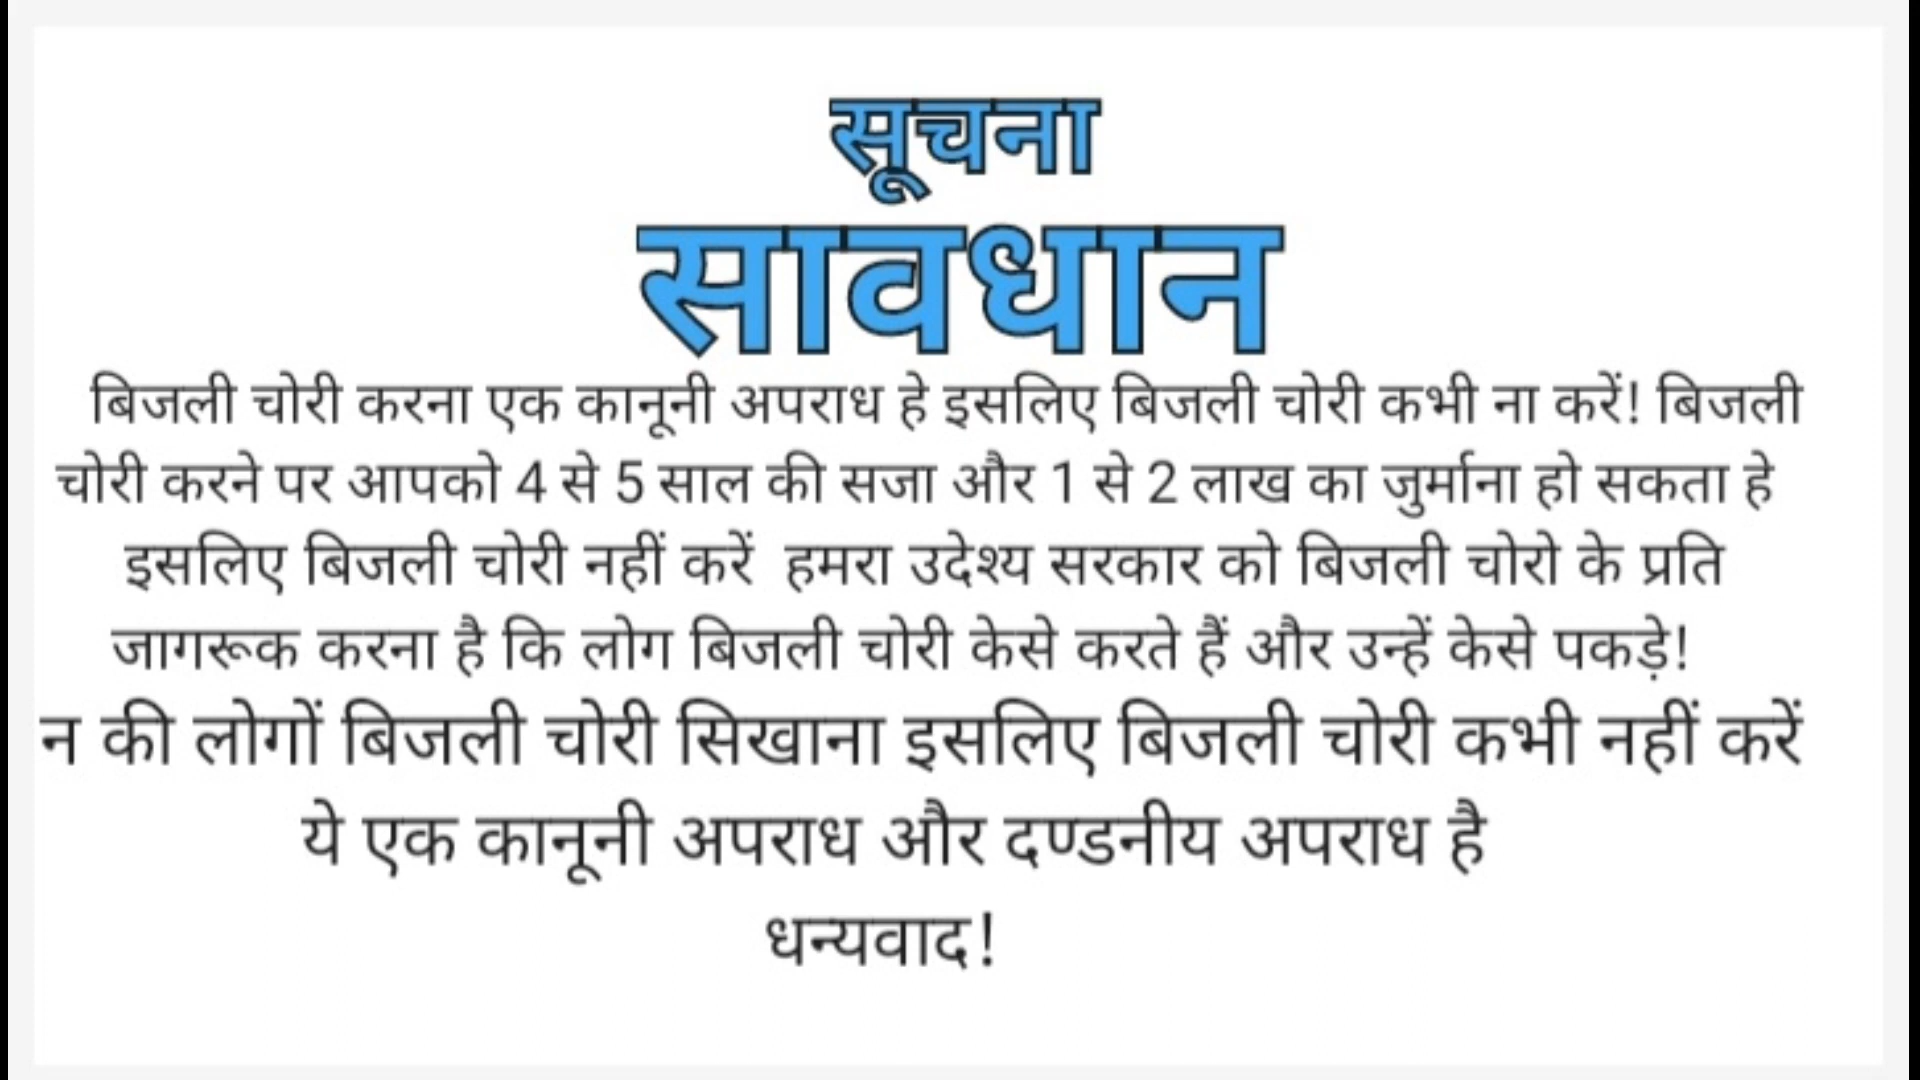 सूचना
सावधान
बिजली चोरी करना एक कानूनी अपराध हे इसलिए बिजली चोरी कभी ना करें! बिजली
चोरी करने पर आपको 4 से 5 साल की सजा और 1 से 2 लाख का जुर्माना हो सकता हे
इसलिए बिजली चोरी नहीं करें हमरा उदेश्य सरकार को बिजली चोरो के प्रति
जागरूक करना है कि लोग बिजली चोरी केसे करते हैं और उन्हें केसे पकड़े!
न की लोगों बिजली चोरी सिखाना इसलिए बिजली चोरी कभी नहीं करें
ये एक कानूनी अपराध और दण्डनीय अपराध है
धन्यवाद!